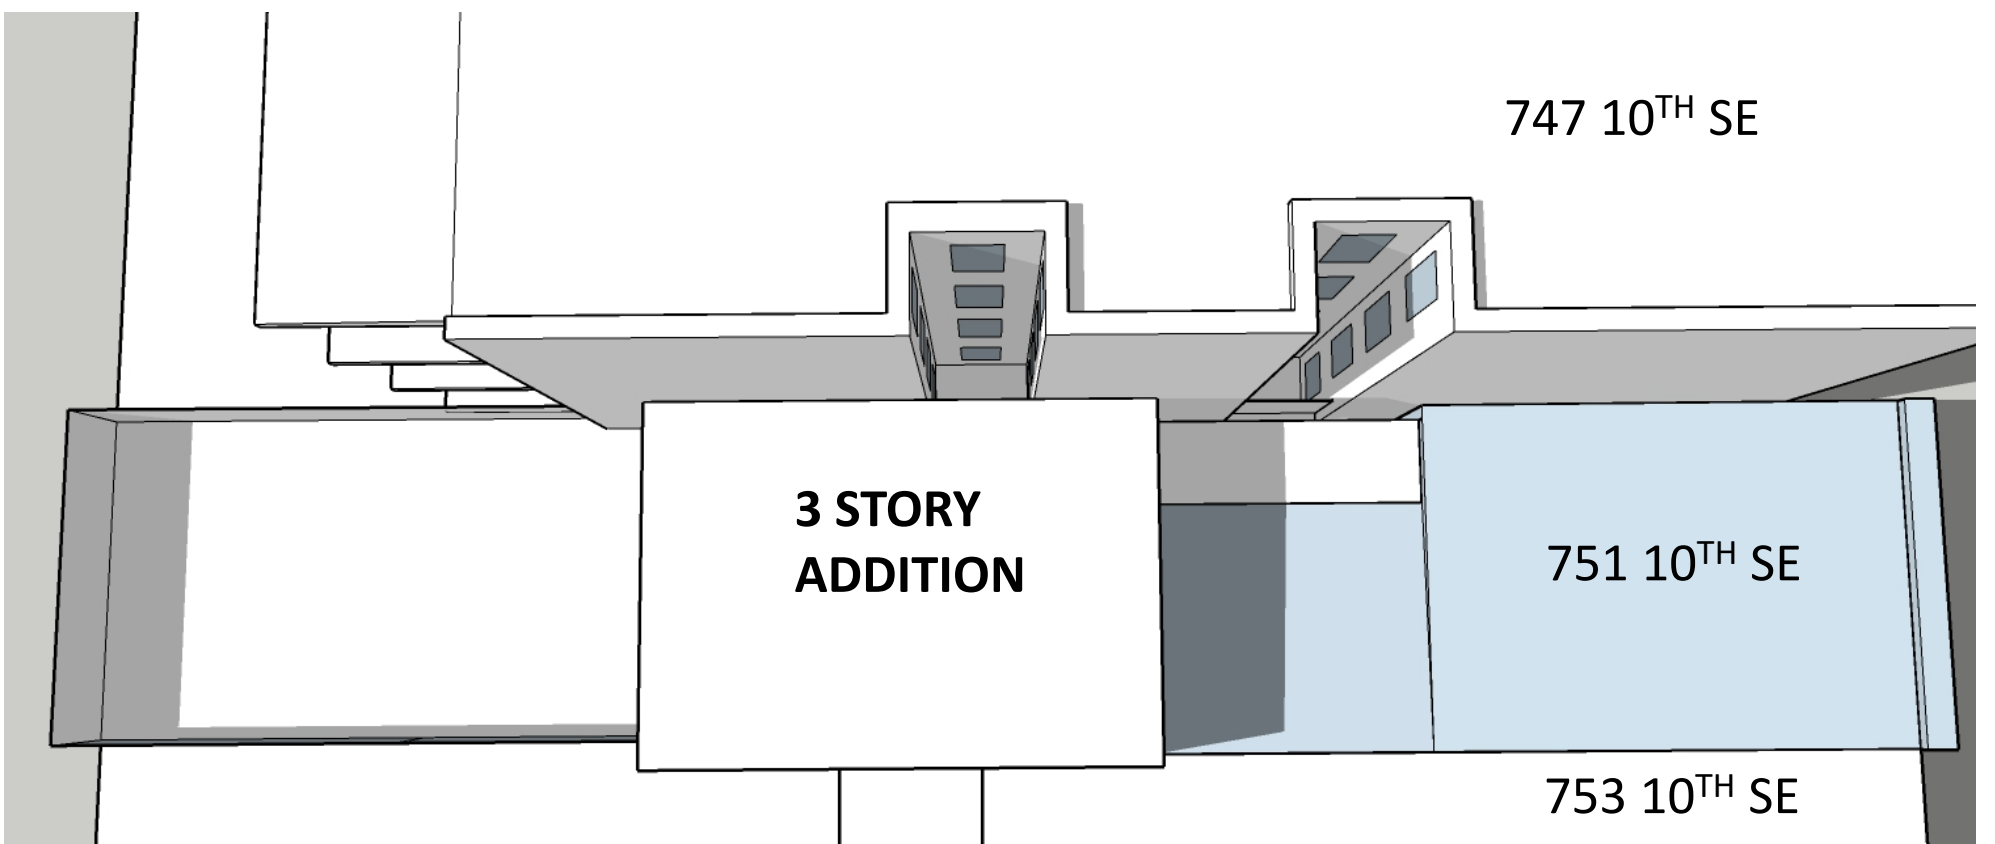 747 10TH SE
3 STORY
ADDITION
751 10TH SE
753 10TH SE